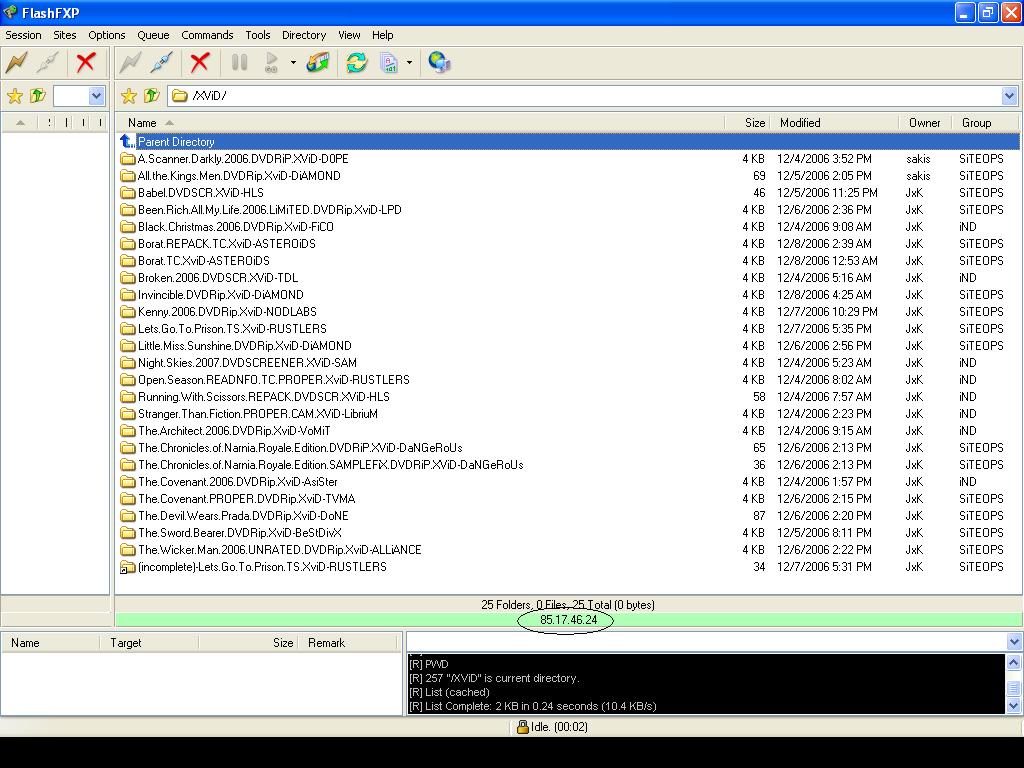 FlashFXP
Session Sites Options Queue Commands Tools Directory View Help
/XViD/
Name Size Modified Owner Group
Parent Directory
A.Scanner.Darkly.2006.DVDRiP.XViD-D0PE 4 KB 12/4/2006 3:52 PM sakis SiTEOPS
All.the.Kings.Men.DVDRip.XviD-DiAMOND 69 12/5/2006 2:05 PM sakis SiTEOPS
Babel.DVDSCR.XViD-HLS 46 12/5/2006 11:25 PM JxK SiTEOPS
Been.Rich.All.My.Life.2006.LiMiTED.DVDRip.XviD-LPD 4 KB 12/6/2006 2:36 PM JxK SiTEOPS
Black.Christmas.2006.DVDRip.XviD-FiCO 4 KB 12/4/2006 9:08 AM JxK iND
Borat.REPACK.TC.XviD-ASTEROiDS 4 KB 12/8/2006 2:39 AM JxK SiTEOPS
Borat.TC.XviD-ASTEROiDS 4 KB 12/8/2006 12:53 AM JxK SiTEOPS
Broken.2006.DVDSCR.XViD-TDL 4 KB 12/4/2006 5:16 AM JxK iND
Invincible.DVDRip.XviD-DiAMOND 4 KB 12/8/2006 4:25 AM JxK SiTEOPS
Kenny.2006.DVDRip.XviD-NODLABS 4 KB 12/7/2006 10:29 PM JxK SiTEOPS
Lets.Go.To.Prison.TS.XviD-RUSTLERS 4 KB 12/7/2006 5:35 PM JxK SiTEOPS
Little.Miss.Sunshine.DVDRip.XviD-DiAMOND 4 KB 12/6/2006 2:56 PM JxK SiTEOPS
Night.Skies.2007.DVDSCREENER.XViD-SAM 4 KB 12/4/2006 5:23 AM JxK iND
Open.Season.READNFO.TC.PROPER.XviD-RUSTLERS 4 KB 12/4/2006 8:02 AM JxK iND
Running.With.Scissors.REPACK.DVDSCR.XViD-HLS 58 12/4/2006 7:57 AM JxK iND
Stranger.Than.Fiction.PROPER.CAM.XViD-LibriuM 4 KB 12/4/2006 2:23 PM JxK iND
The.Architect.2006.DVDRip.XviD-VoMiT 4 KB 12/4/2006 9:15 AM JxK iND
The.Chronicles.of.Narnia.Royale.Edition.DVDRiP.XViD-DaNGeRoUs 65 12/6/2006 2:13 PM JxK SiTEOPS
The.Chronicles.of.Narnia.Royale.Edition.SAMPLEFiX.DVDRiP.XViD-DaNGeRoUs 36 12/6/2006 2:13 PM JxK SiTEOPS
The.Covenant.2006.DVDRip.XviD-AsiSter 4 KB 12/4/2006 1:57 PM JxK iND
The.Covenant.PROPER.DVDRip.XviD-TVMA 4 KB 12/6/2006 2:15 PM JxK SiTEOPS
The.Devil.Wears.Prada.DVDRip.XviD-DoNE 87 12/6/2006 2:20 PM JxK SiTEOPS
The.Sword.Bearer.DVDRip.XviD-BeStDivX 4 KB 12/5/2006 8:11 PM JxK SiTEOPS
The.Wicker.Man.2006.UNRATED.DVDRip.XviD-ALLiANCE 4 KB 12/6/2006 2:22 PM JxK SiTEOPS
(incomplete)-Lets.Go.To.Prison.TS.XviD-RUSTLERS 34 12/7/2006 5:31 PM JxK SiTEOPS
25 Folders, 0 Files, 25 Total (0 bytes)
85.17.46.24
Name Target Size Remark
[R] PWD
[R] 257 "/XViD" is current directory.
[R] List (cached)
[R] List Complete: 2 KB in 0.24 seconds (10.4 KB/s)
Idle. (00:02)